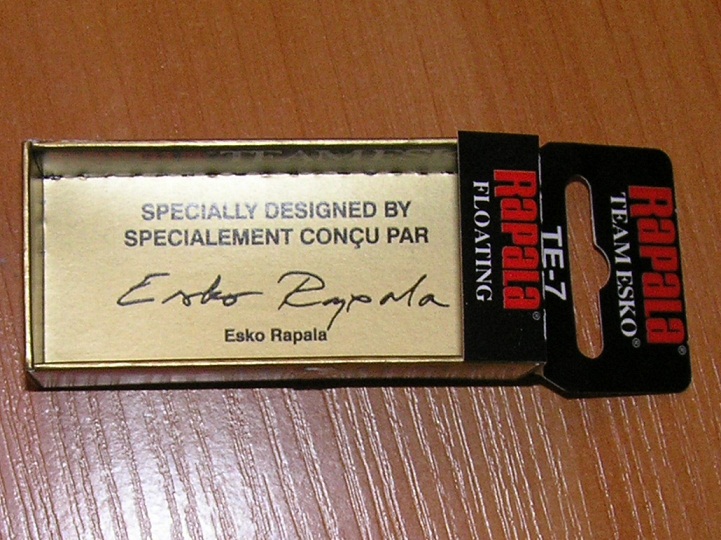 SPECIALLY DESIGNED BY
SPECIALEMENT CONÇU PAR
Esko Rapala
Esko Rapala
Rapala®
FLOATING
TE-7
Rapala®
TEAM ESKO®